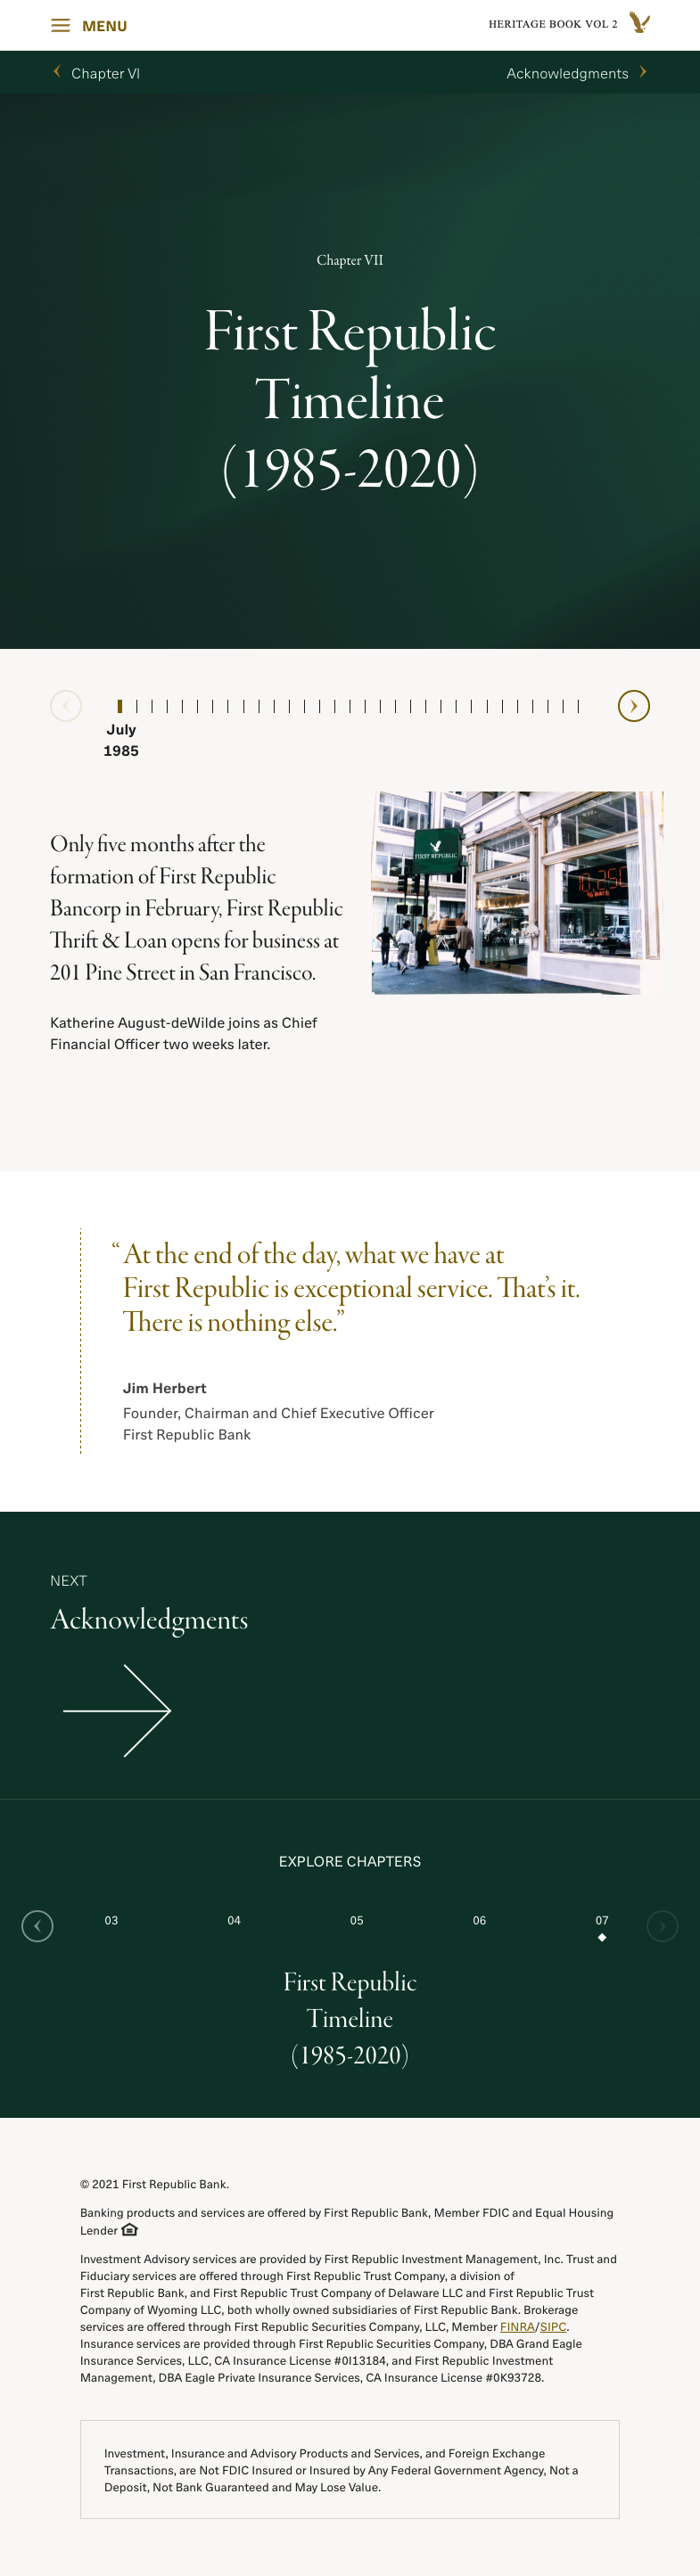 MENU
HERITAGE BOOK VOL 2
Chapter VI
Acknowledgments
Chapter VII
First Republic
Timeline
(1985-2020)
July
1985
Only five months after the
formation of First Republic
Bancorp in February, First Republic
Thrift & Loan opens for business at
201 Pine Street in San Francisco.
FIRST REPUBLIC
10.25
Katherine August-deWilde joins as Chief
Financial Officer two weeks later.
“At the end of the day, what we have at
First Republic is exceptional service. That’s it.
There is nothing else.”
Jim Herbert
Founder, Chairman and Chief Executive Officer
First Republic Bank
NEXT
Acknowledgments
EXPLORE CHAPTERS
03 04 05 06 07
First Republic
Timeline
(1985-2020)
© 2021 First Republic Bank.
Banking products and services are offered by First Republic Bank, Member FDIC and Equal Housing
Lender
Investment Advisory services are provided by First Republic Investment Management, Inc. Trust and
Fiduciary services are offered through First Republic Trust Company, a division of
First Republic Bank, and First Republic Trust Company of Delaware LLC and First Republic Trust
Company of Wyoming LLC, both wholly owned subsidiaries of First Republic Bank. Brokerage
services are offered through First Republic Securities Company, LLC, Member FINRA/SIPC.
Insurance services are provided through First Republic Securities Company, DBA Grand Eagle
Insurance Services, LLC, CA Insurance License #0I13184, and First Republic Investment
Management, DBA Eagle Private Insurance Services, CA Insurance License #0K93728.
Investment, Insurance and Advisory Products and Services, and Foreign Exchange
Transactions, are Not FDIC Insured or Insured by Any Federal Government Agency, Not a
Deposit, Not Bank Guaranteed and May Lose Value.